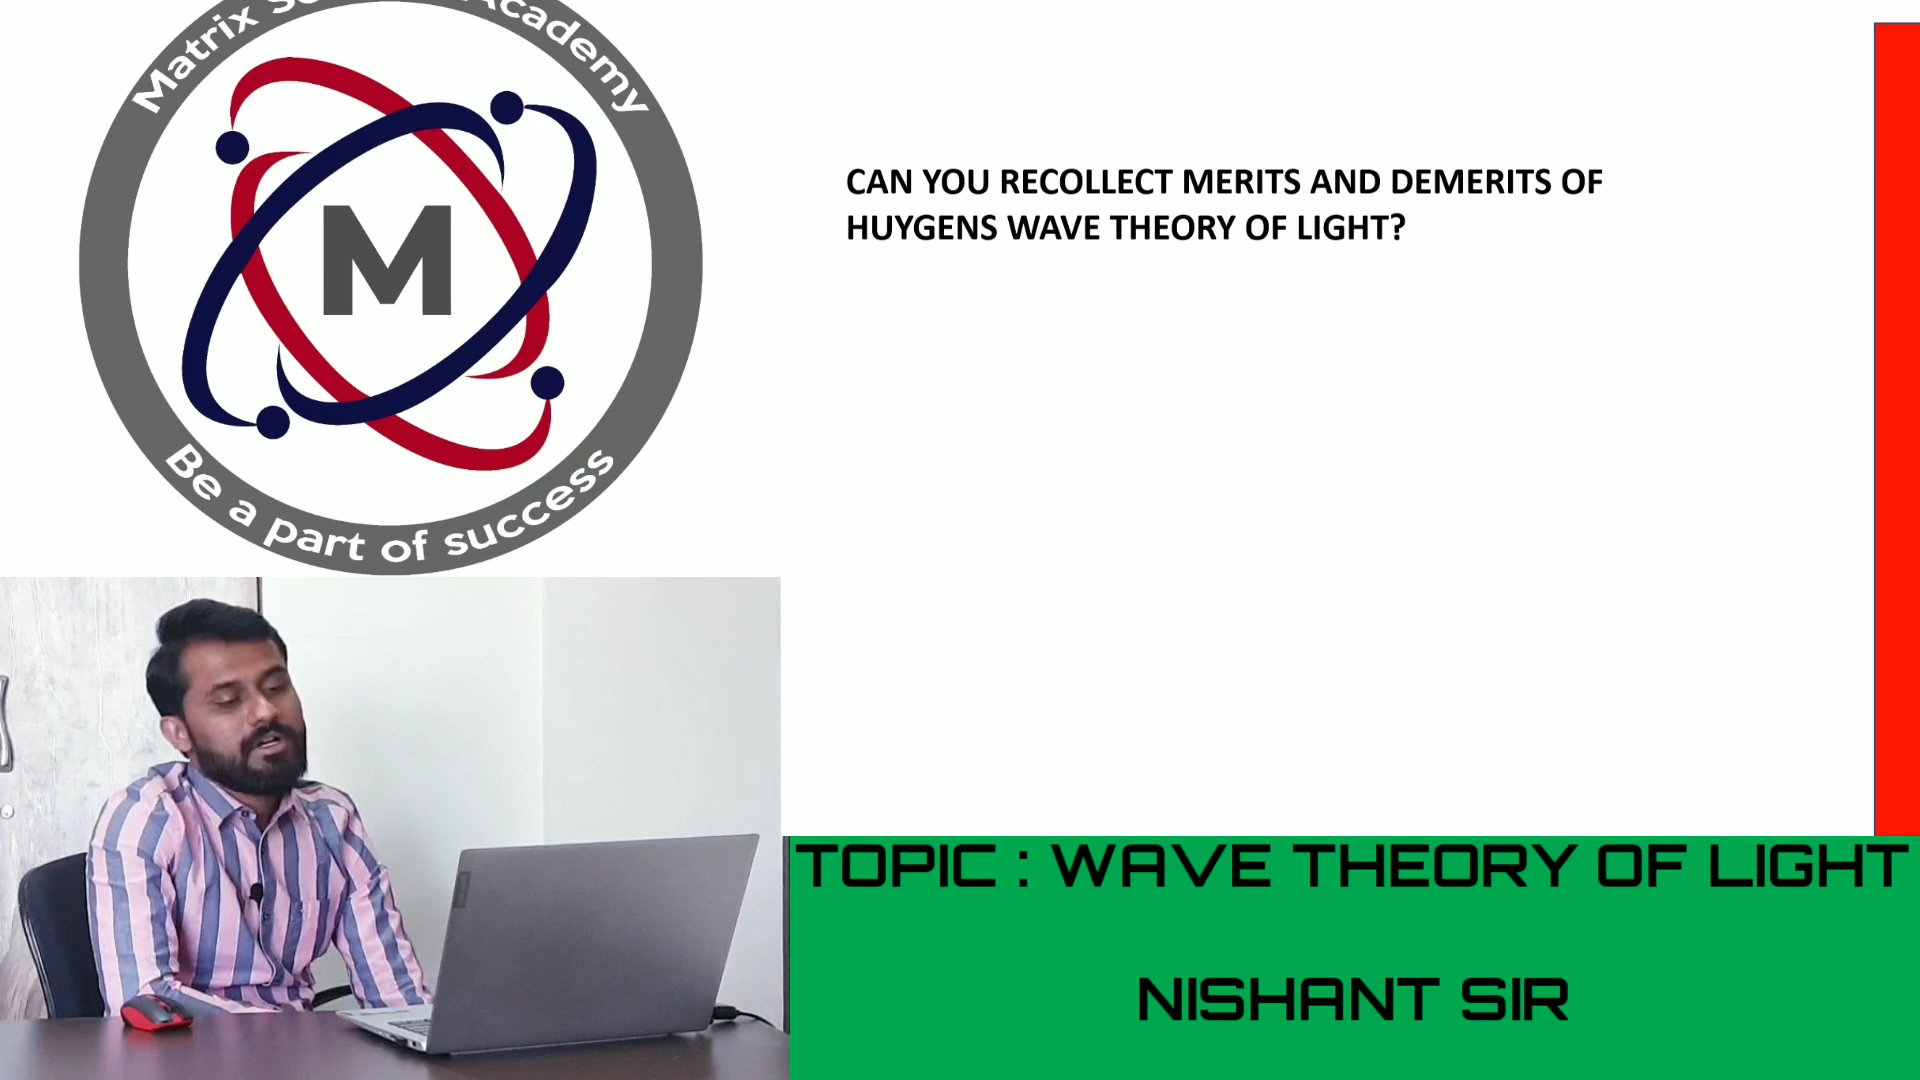 Matrix Academy
M
Be a part of success
CAN YOU RECOLLECT MERITS AND DEMERITS OF
HUYGENS WAVE THEORY OF LIGHT?
TOPIC : WAVE THEORY OF LIGHT
NISHANT SIR